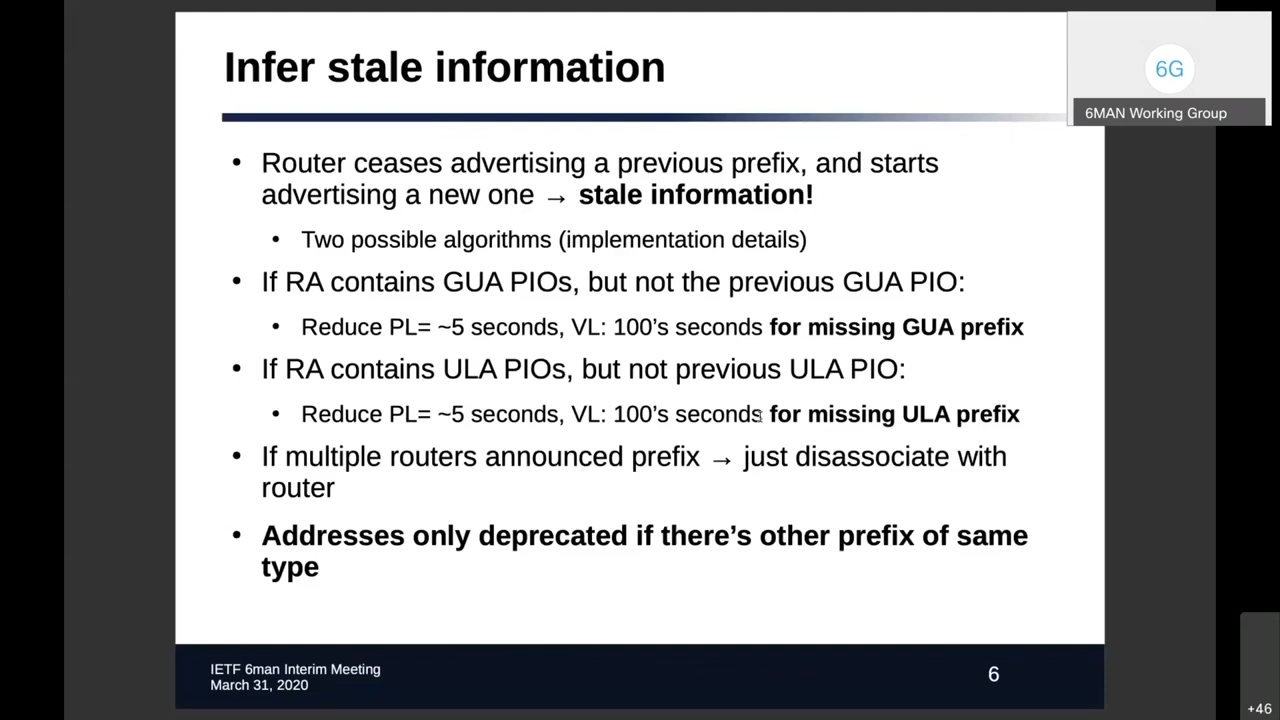 Infer stale information
6G
6MAN Working Group
• Router ceases advertising a previous prefix, and starts
advertising a new one → stale information!
• Two possible algorithms (implementation details)
• If RA contains GUA PIOs, but not the previous GUA PIO:
• Reduce PL= ~5 seconds, VL: 100’s seconds for missing GUA prefix
• If RA contains ULA PIOs, but not previous ULA PIO:
• Reduce PL= ~5 seconds, VL: 100’s seconds for missing ULA prefix
• If multiple routers announced prefix → just disassociate with
router
• Addresses only deprecated if there’s other prefix of same
type
IETF 6man Interim Meeting
March 31, 2020
6
+46